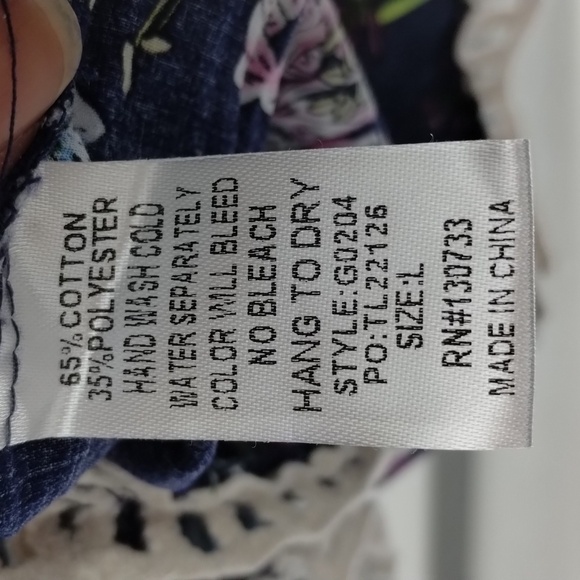 65% COTTON
35%POLYESTER
HAND WASH COLD
WATER SEPARATELY
COLOR WILL BLEED
NO BLEACH
HANG TO DRY
STYLE:G0204
PO:TL22126
SIZE:L
RN#130733
MADE IN CHINA